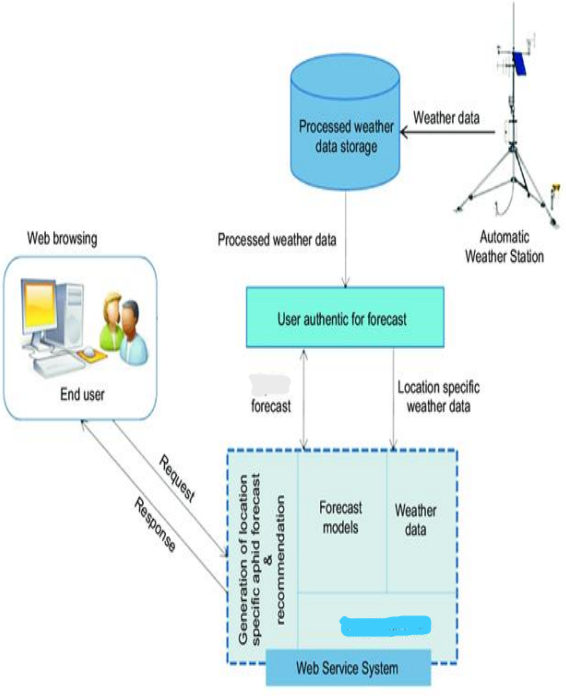 Processed weather
data storage
Weather data
Automatic
Weather Station
Processed weather data
Web browsing
End user
User authentic for forecast
forecast
Location specific
weather data
Request
Response
Generation of location
specific aphid forecast
&
recommendation
Forecast
models
Weather
data
Web Service System